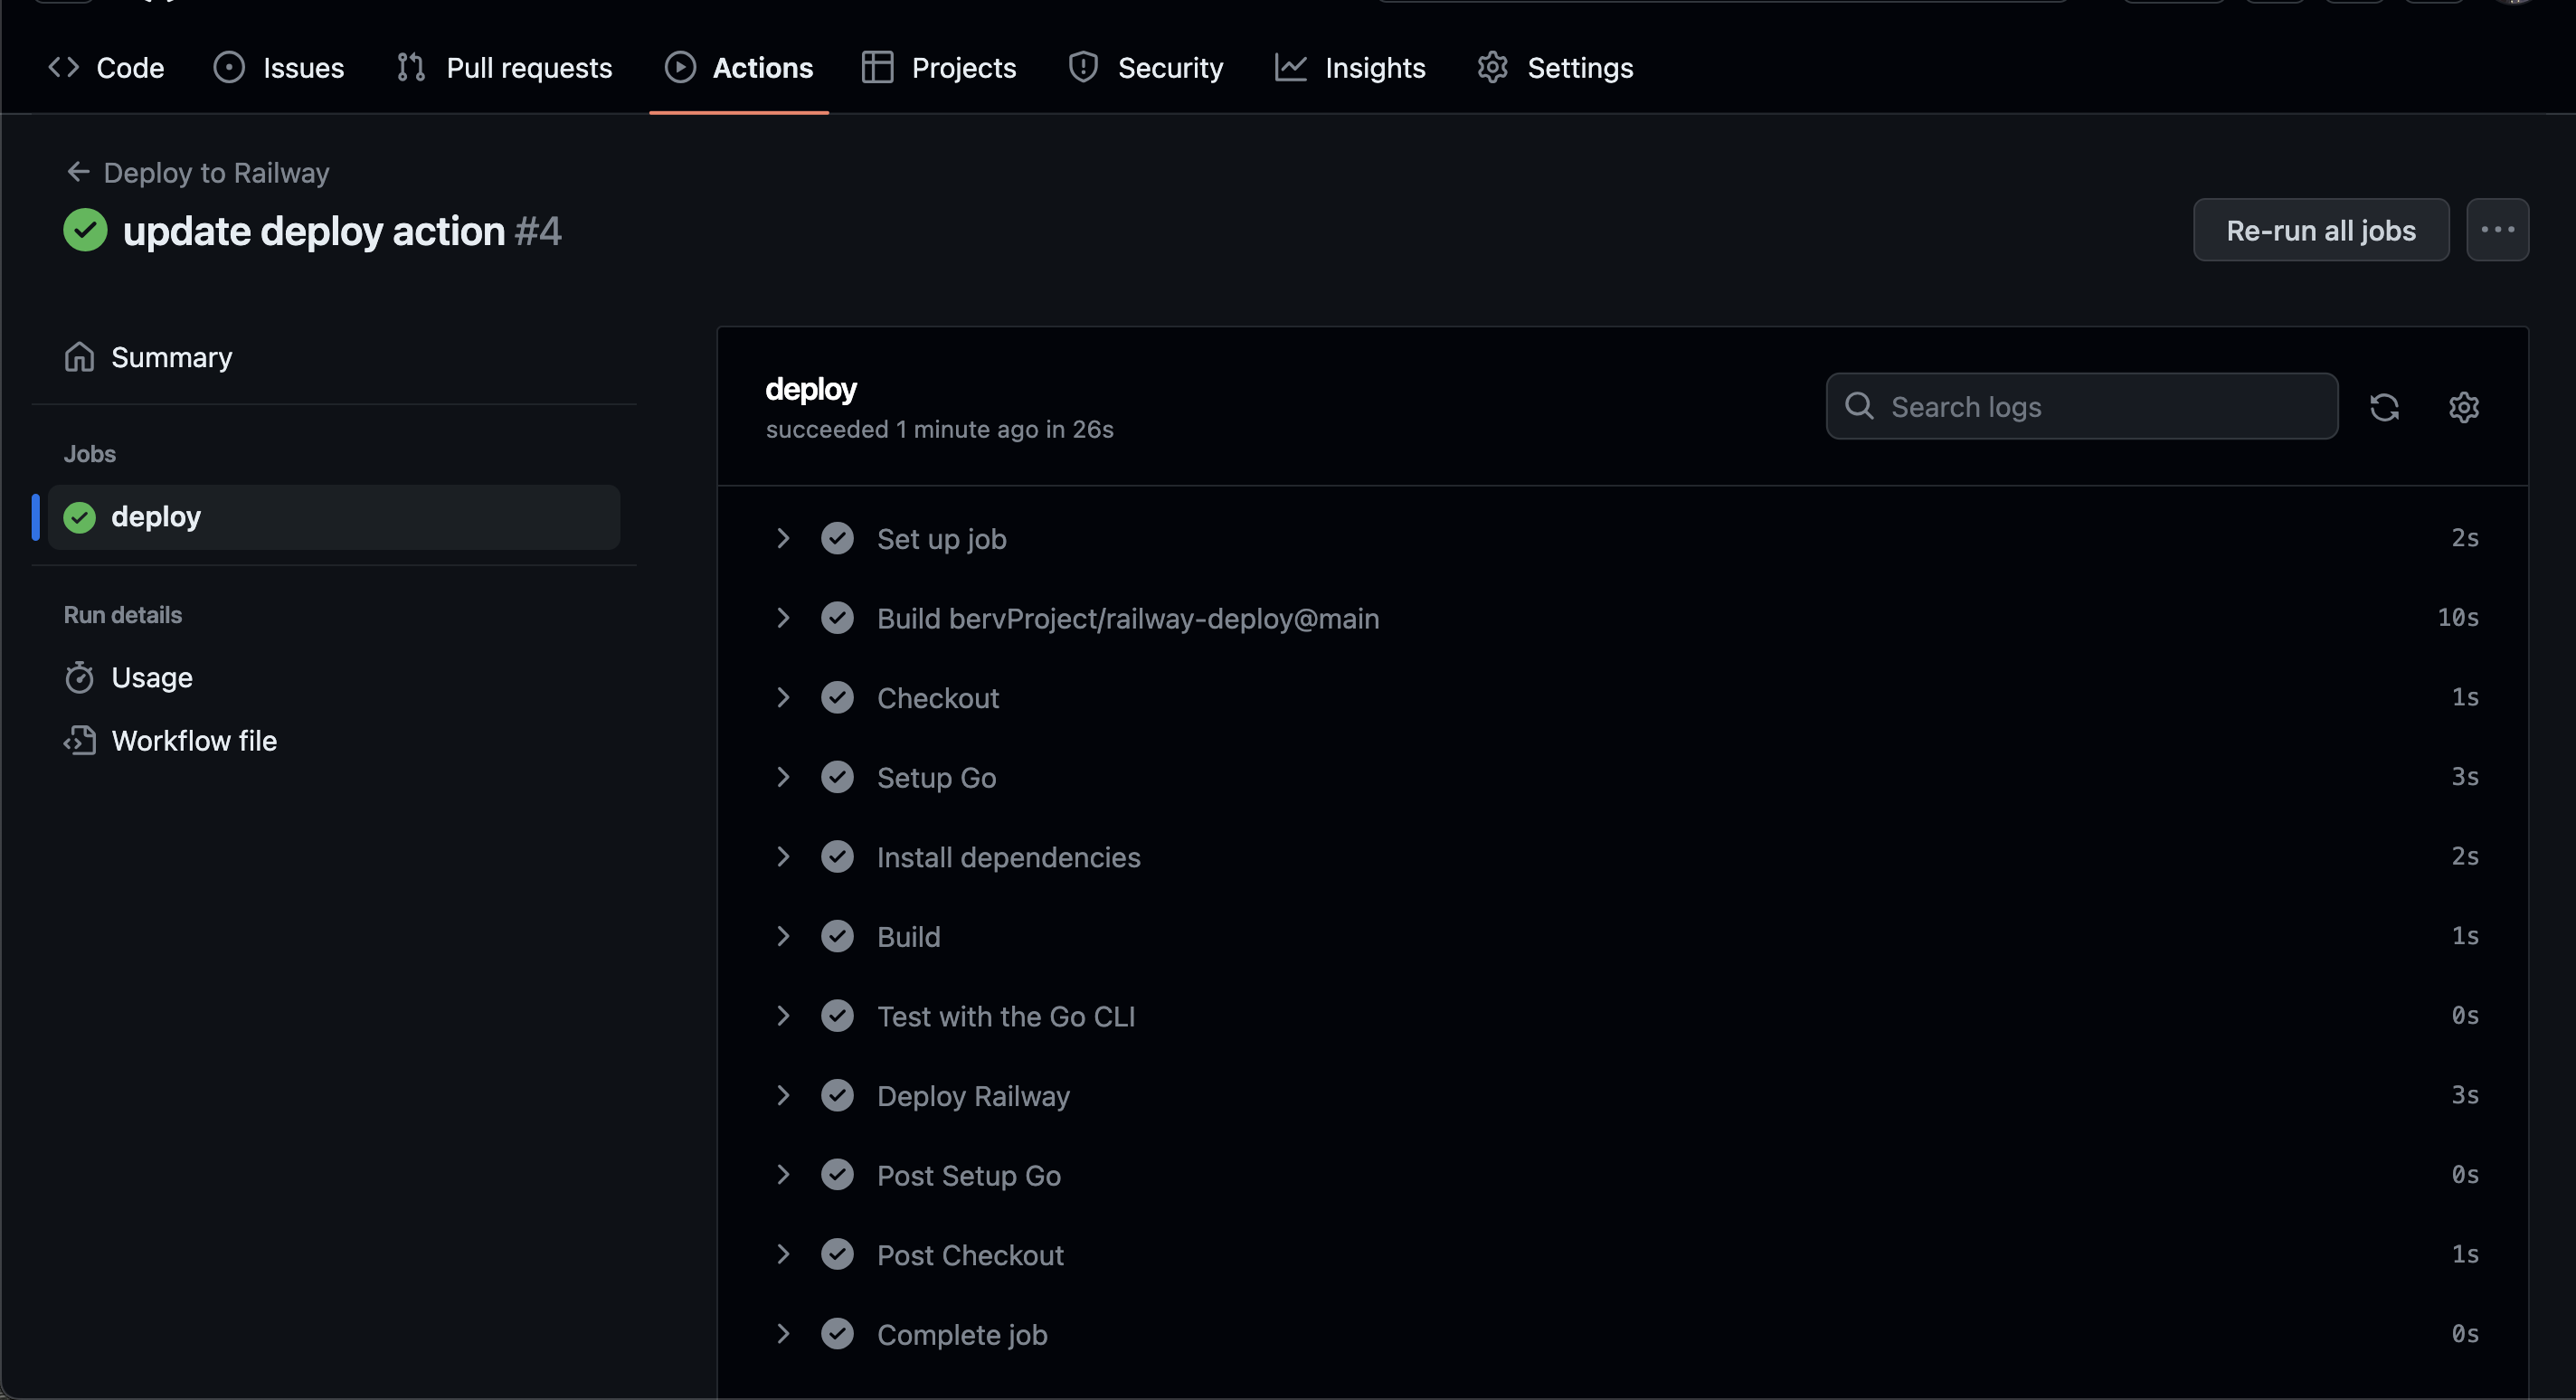 Code Issues Pull requests Actions Projects Security Insights Settings
Deploy to Railway
update deploy action #4
Re-run all jobs
Summary
Jobs
deploy
Run details
Usage
Workflow file
deploy
succeeded 1 minute ago in 26s
Search logs
Set up job 2s
Build bervProject/railway-deploy@main 10s
Checkout 1s
Setup Go 3s
Install dependencies 2s
Build 1s
Test with the Go CLI 0s
Deploy Railway 3s
Post Setup Go 0s
Post Checkout 1s
Complete job 0s